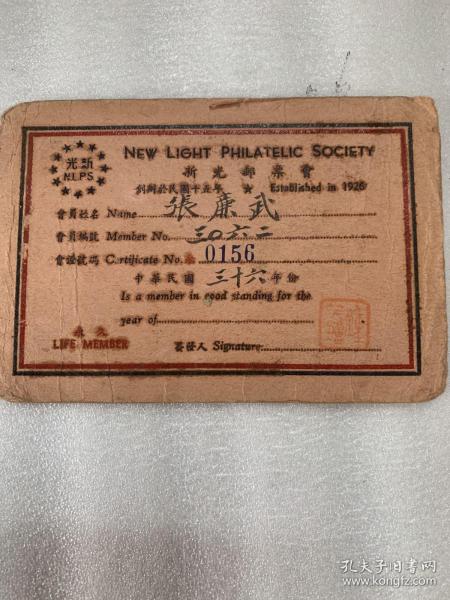 光新
N.L.P.S
NEW LIGHT PHILATELIC SOCIETY
新光郵票會
創辦於民國十五年 ★ Established in 1926
會員姓名 Name 張廉武
會員編號 Member No. 三〇六二
會證號碼 Certificate No. 永 0156
中華民國 三十六 年份
Is a member in good standing for the
year of
永久
LIFE MEMBER
簽發人 Signature
孔夫子旧书网
www.kongfz.com